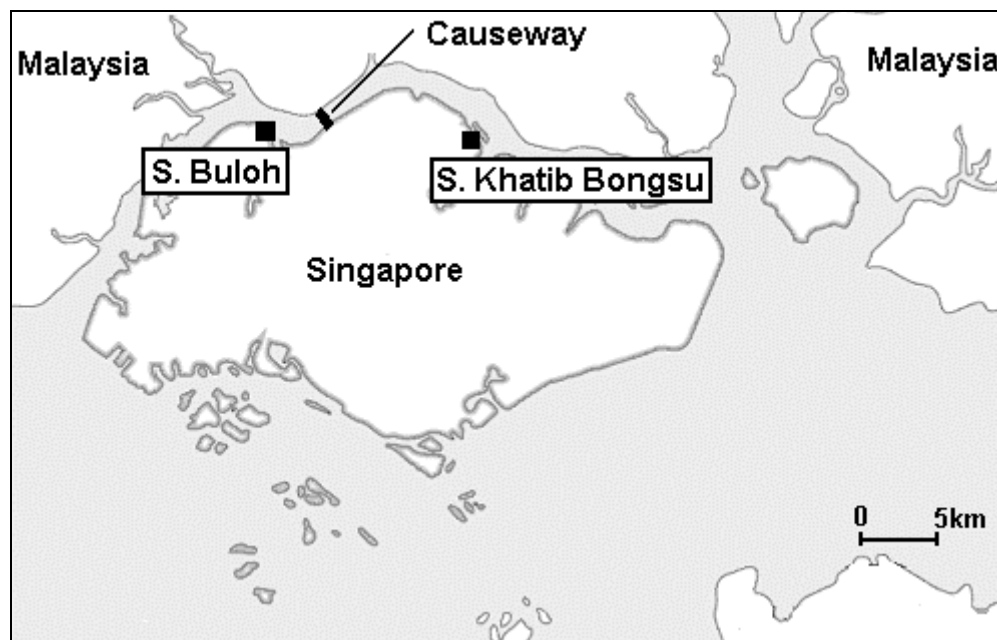 Causeway
Malaysia
Malaysia
S. Buloh
S. Khatib Bongsu
Singapore
0 5km